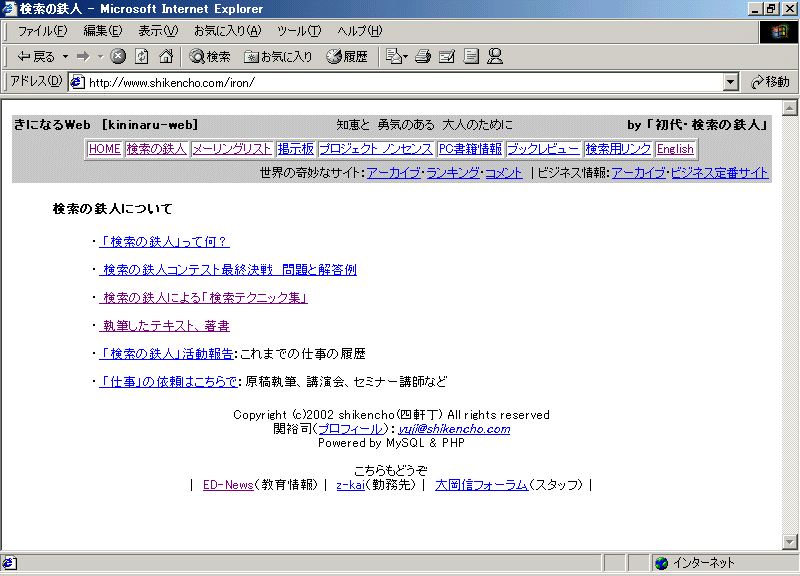 検索の鉄人 - Microsoft Internet Explorer
ファイル(F) 編集(E) 表示(V) お気に入り(A) ツール(T) ヘルプ(H)
戻る 検索 お気に入り 履歴
アドレス(D) http://www.shikencho.com/iron/ 移動
きになるWeb [kininaru-web] 知恵と 勇気のある 大人のために by 「初代・検索の鉄人」
HOME 検索の鉄人 メーリングリスト 掲示板 プロジェクト ノンセンス PC書籍情報 ブックレビュー 検索用リンク English
世界の奇妙なサイト：アーカイブ・ランキング・コメント | ビジネス情報：アーカイブ・ビジネス定番サイト
検索の鉄人について
・「検索の鉄人」って何？
・検索の鉄人コンテスト最終決戦　問題と解答例
・検索の鉄人による「検索テクニック集」
・執筆したテキスト、著書
・「検索の鉄人」活動報告：これまでの仕事の履歴
・「仕事」の依頼はこちらで：原稿執筆、講演会、セミナー講師など
Copyright (c)2002 shikencho(四軒丁) All rights reserved
関裕司(プロフィール)：yuji@shikencho.com
Powered by MySQL & PHP
こちらもどうぞ
| ED-News(教育情報) | z-kai(勤務先) | 大岡信フォーラム(スタッフ) |
インターネット